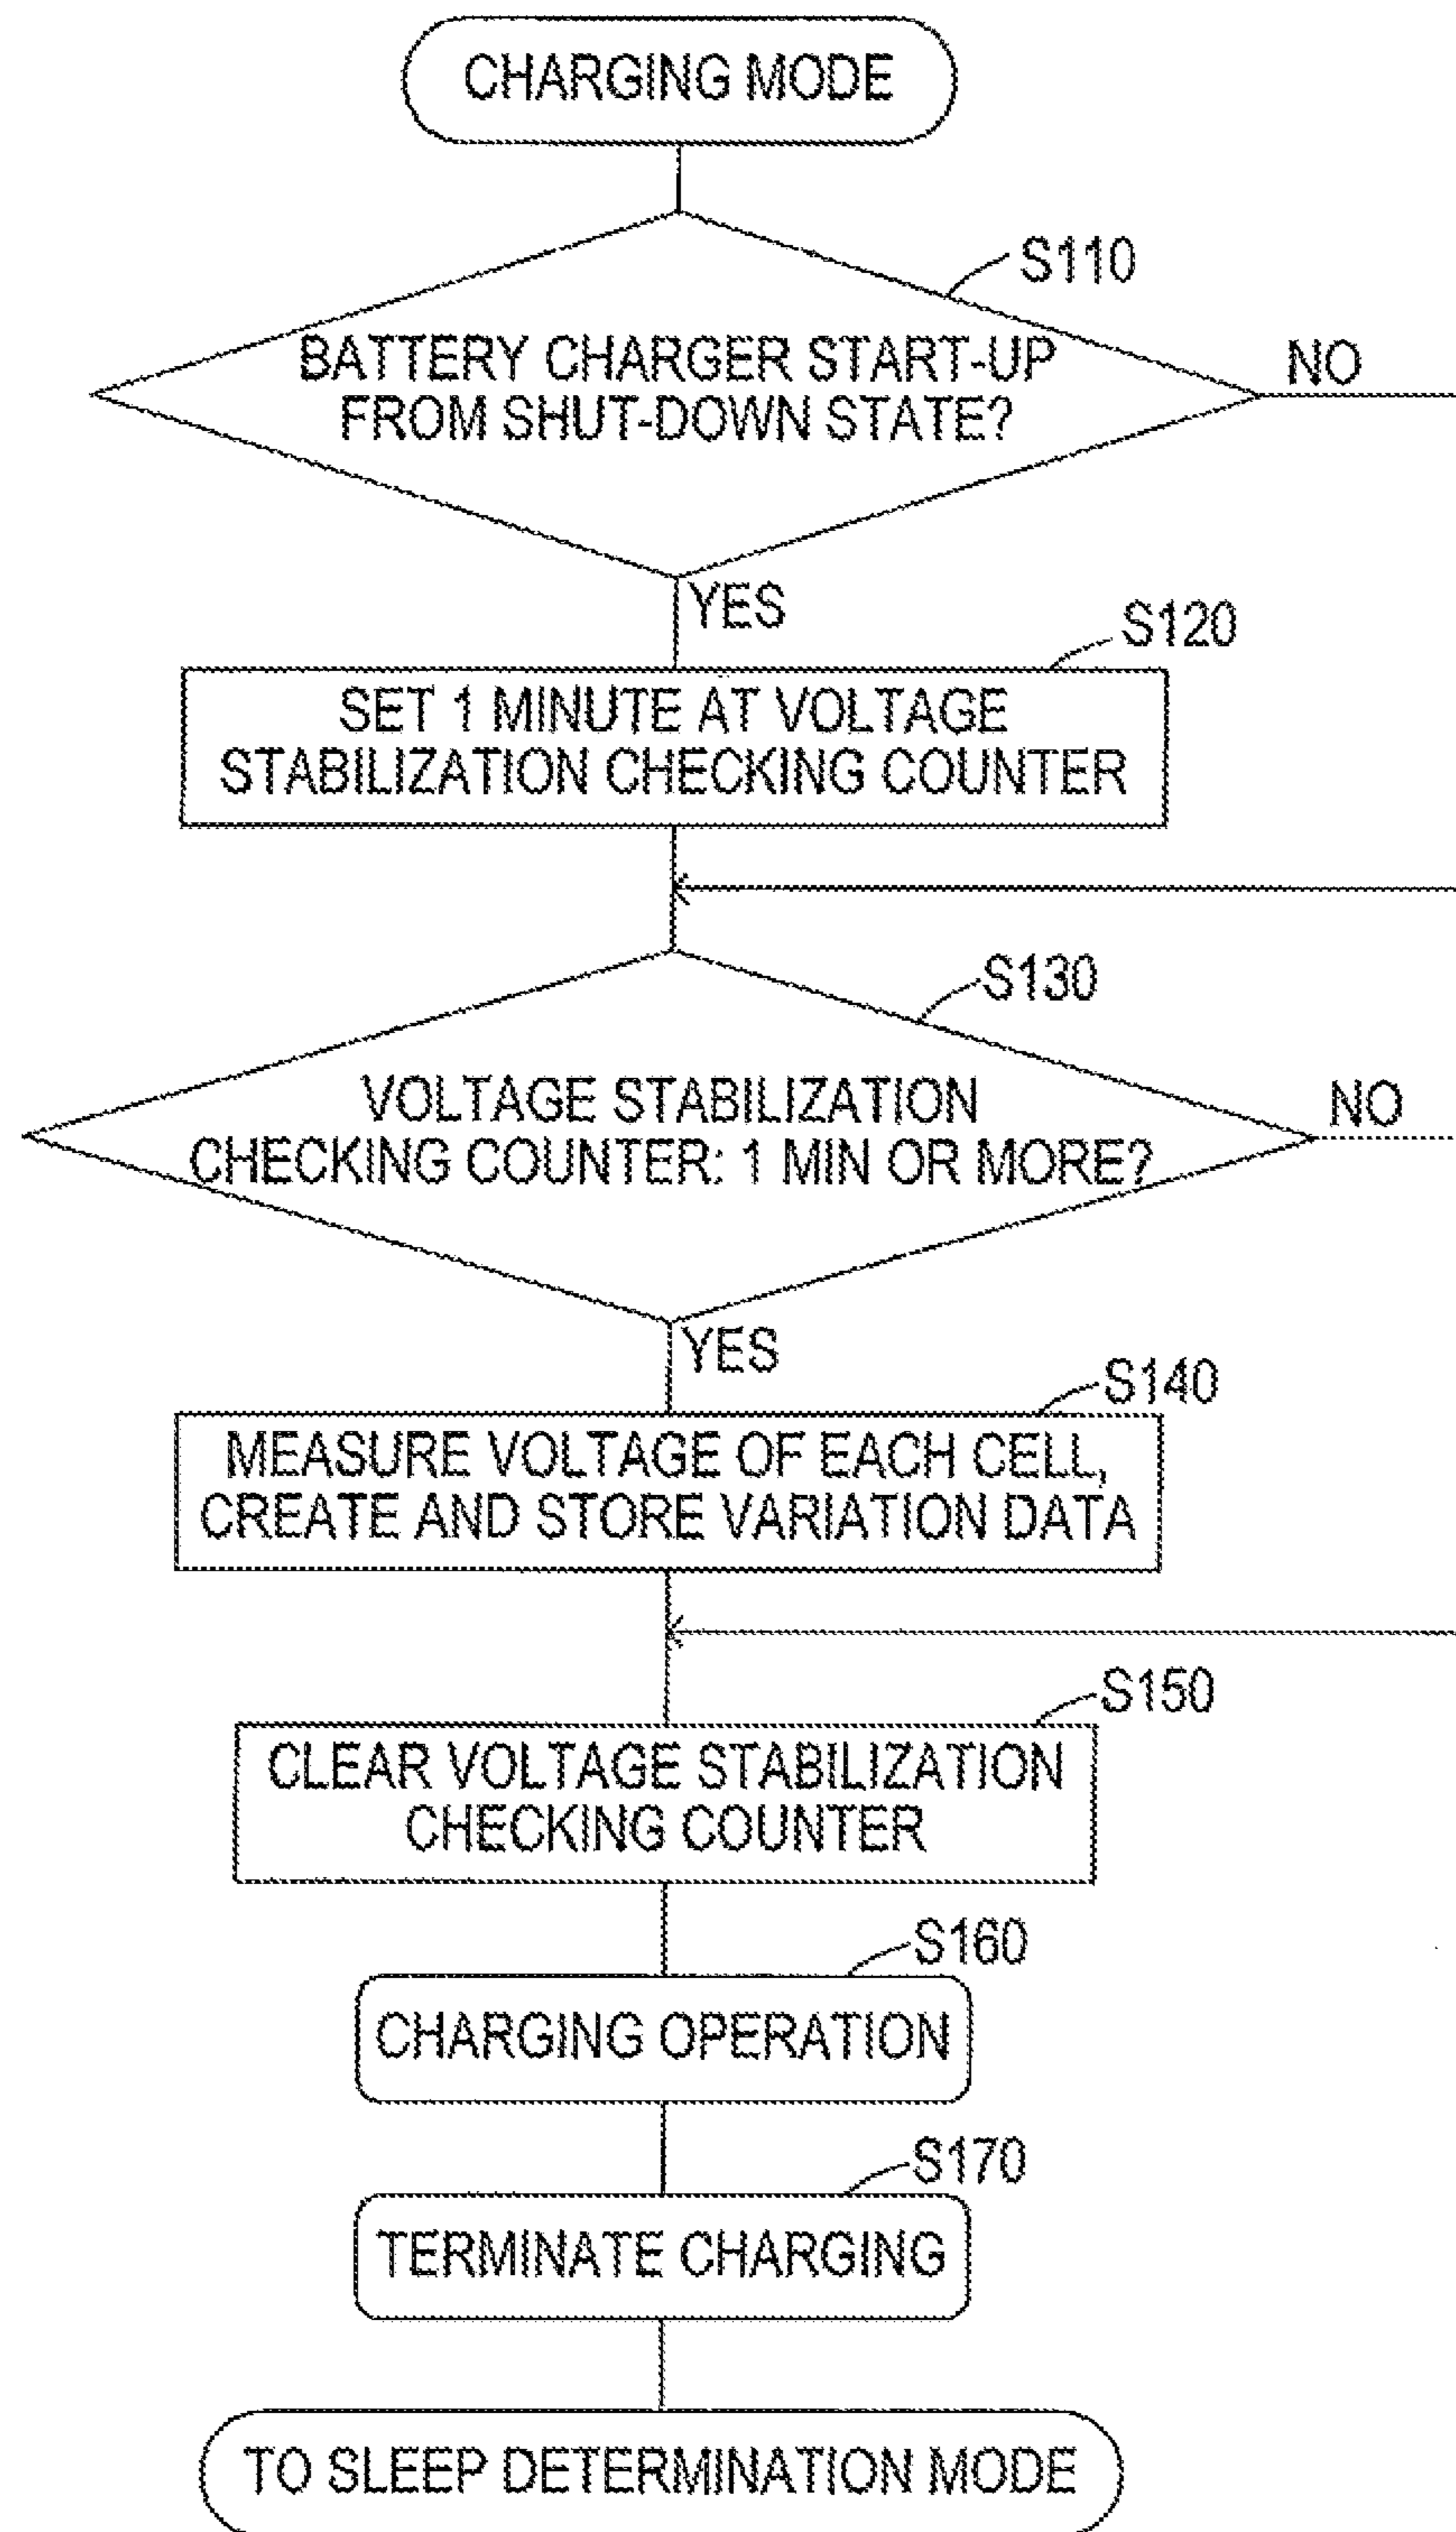 CHARGING MODE
S110
BATTERY CHARGER START-UP
FROM SHUT-DOWN STATE?
NO
YES
S120
SET 1 MINUTE AT VOLTAGE
STABILIZATION CHECKING COUNTER
S130
VOLTAGE STABILIZATION
CHECKING COUNTER: 1 MIN OR MORE?
NO
YES
S140
MEASURE VOLTAGE OF EACH CELL,
CREATE AND STORE VARIATION DATA
S150
CLEAR VOLTAGE STABILIZATION
CHECKING COUNTER
S160
CHARGING OPERATION
S170
TERMINATE CHARGING
TO SLEEP DETERMINATION MODE